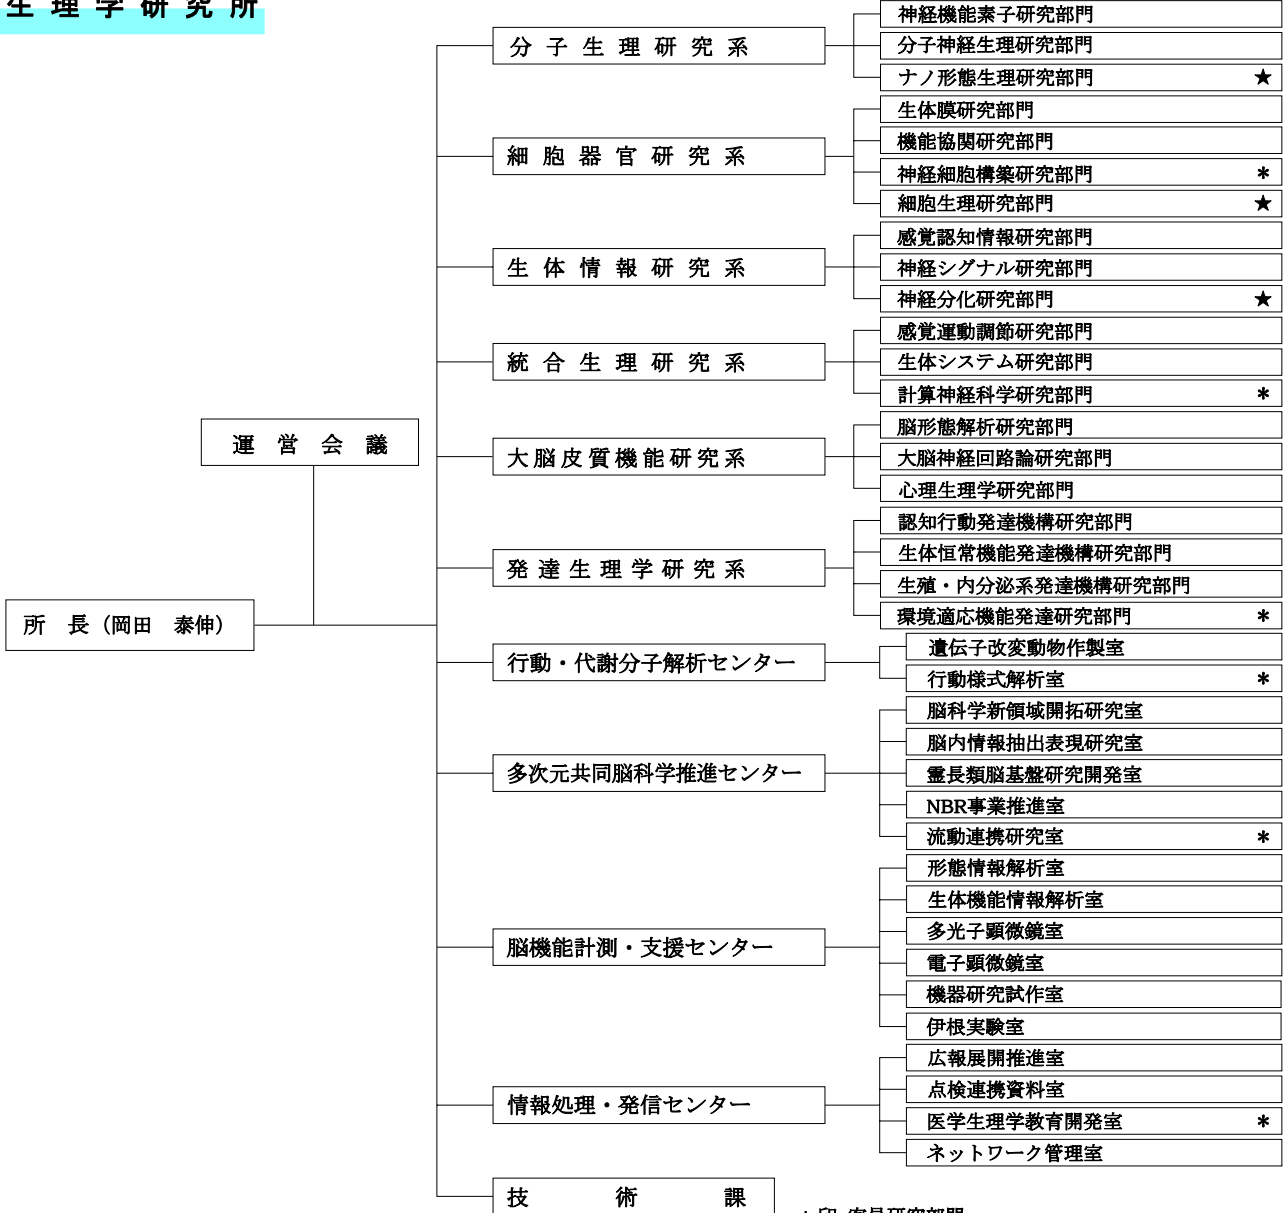 生理学研究所
分子生理研究系
神経機能素子研究部門
分子神経生理研究部門
ナノ形態生理研究部門 ★
細胞器官研究系
生体膜研究部門
機能協関研究部門
神経細胞構築研究部門 *
細胞生理研究部門 ★
生体情報研究系
感覚認知情報研究部門
神経シグナル研究部門
神経分化研究部門 ★
統合生理研究系
感覚運動調節研究部門
生体システム研究部門
計算神経科学研究部門 *
運営会議
大脳皮質機能研究系
脳形態解析研究部門
大脳神経回路論研究部門
心理生理学研究部門
発達生理学研究系
認知行動発達機構研究部門
生体恒常機能発達機構研究部門
生殖・内分泌系発達機構研究部門
環境適応機能発達研究部門 *
所 長（岡田 泰伸）
行動・代謝分子解析センター
遺伝子改変動物作製室
行動様式解析室 *
多次元共同脳科学推進センター
脳科学新領域開拓研究室
脳内情報抽出表現研究室
霊長類脳基盤研究開発室
NBR事業推進室
流動連携研究室 *
脳機能計測・支援センター
形態情報解析室
生体機能情報解析室
多光子顕微鏡室
電子顕微鏡室
機器研究試作室
伊根実験室
情報処理・発信センター
広報展開推進室
点検連携資料室
医学生理学教育開発室 *
ネットワーク管理室
技術課